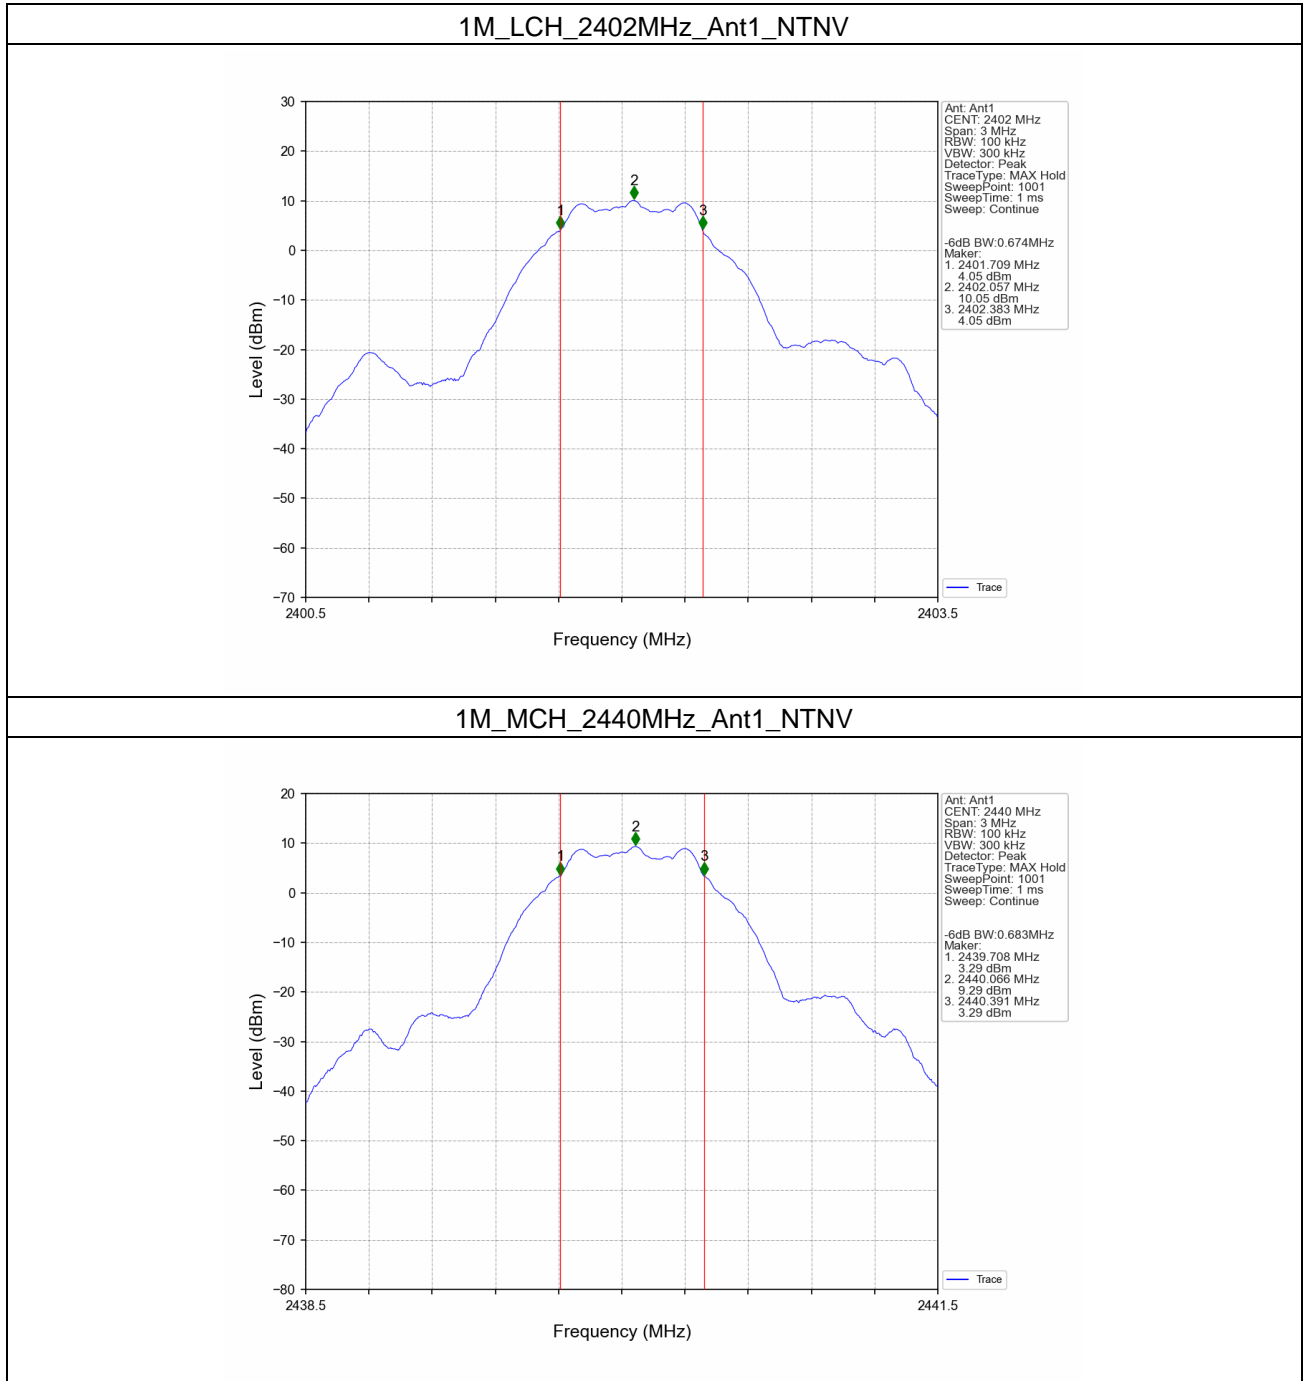 1M_LCH_2402MHz_Ant1_NTNV
30
20
10
0
−10
−20
−30
−40
−50
−60
−70
Level (dBm)
1
2
3
2400.5
2403.5
Frequency (MHz)
Ant: Ant1
CENT: 2402 MHz
Span: 3 MHz
RBW: 100 kHz
VBW: 300 kHz
Detector: Peak
TraceType: MAX Hold
SweepPoint: 1001
SweepTime: 1 ms
Sweep: Continue
-6dB BW:0.674MHz
Maker:
1. 2401.709 MHz
4.05 dBm
2. 2402.057 MHz
10.05 dBm
3. 2402.383 MHz
4.05 dBm
Trace
1M_MCH_2440MHz_Ant1_NTNV
20
10
0
−10
−20
−30
−40
−50
−60
−70
−80
Level (dBm)
1
2
3
2438.5
2441.5
Frequency (MHz)
Ant: Ant1
CENT: 2440 MHz
Span: 3 MHz
RBW: 100 kHz
VBW: 300 kHz
Detector: Peak
TraceType: MAX Hold
SweepPoint: 1001
SweepTime: 1 ms
Sweep: Continue
-6dB BW:0.683MHz
Maker:
1. 2439.708 MHz
3.29 dBm
2. 2440.066 MHz
9.29 dBm
3. 2440.391 MHz
3.29 dBm
Trace